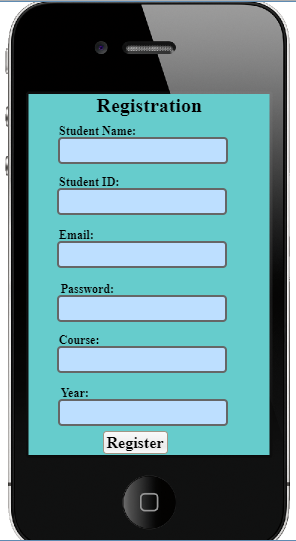 Registration
Student Name:
Student ID:
Email:
Password:
Course:
Year:
Register